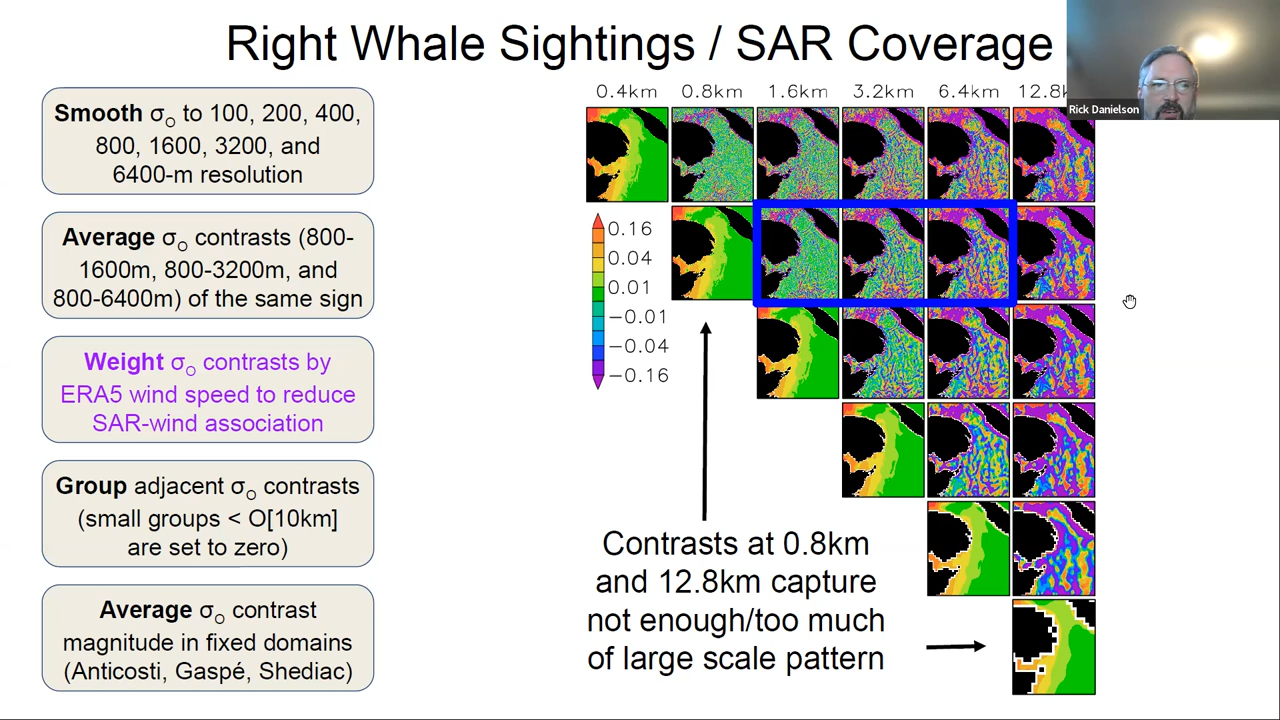 Right Whale Sightings / SAR Coverage
Rick Danielson
Smooth σo to 100, 200, 400,
800, 1600, 3200, and
6400-m resolution
Average σo contrasts (800-
1600m, 800-3200m, and
800-6400m) of the same sign
Weight σo contrasts by
ERA5 wind speed to reduce
SAR-wind association
Group adjacent σo contrasts
(small groups < O[10km]
are set to zero)
Average σo contrast
magnitude in fixed domains
(Anticosti, Gaspé, Shediac)
0.4km 0.8km 1.6km 3.2km 6.4km 12.8k
0.16
0.04
0.01
−0.01
−0.04
−0.16
Contrasts at 0.8km
and 12.8km capture
not enough/too much
of large scale pattern